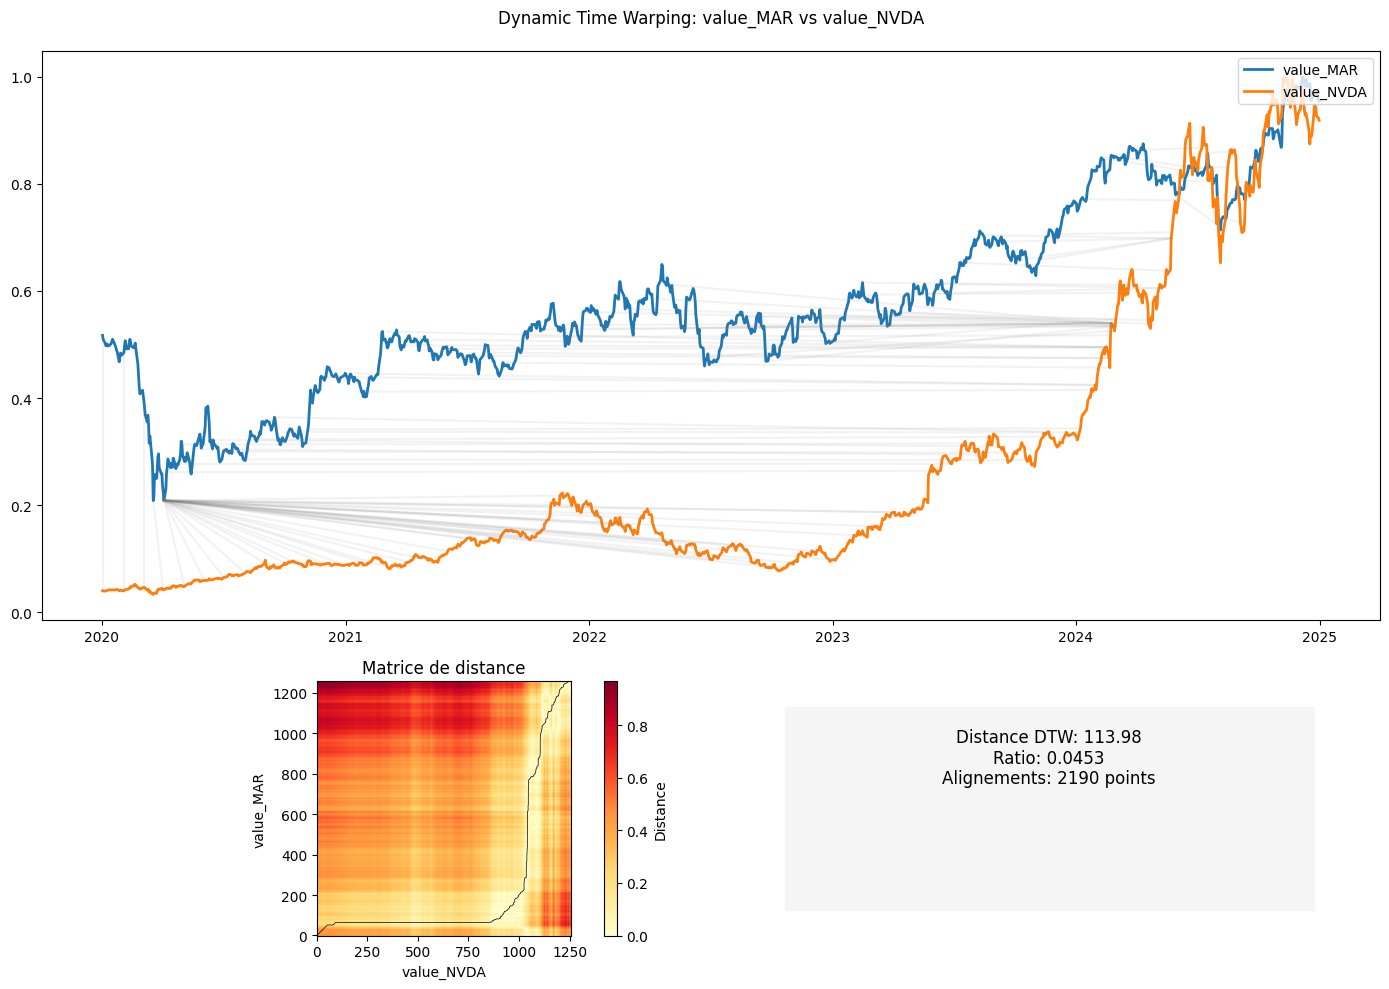 Dynamic Time Warping: value_MAR vs value_NVDA
1.0
0.8
0.6
0.4
0.2
0.0
value_MAR
value_NVDA
2020 2021 2022 2023 2024 2025
Matrice de distance
value_MAR
1200
1000
800
600
400
200
0
0 250 500 750 1000 1250
value_NVDA
0.8
0.6
0.4
0.2
0.0
Distance
Distance DTW: 113.98
Ratio: 0.0453
Alignements: 2190 points